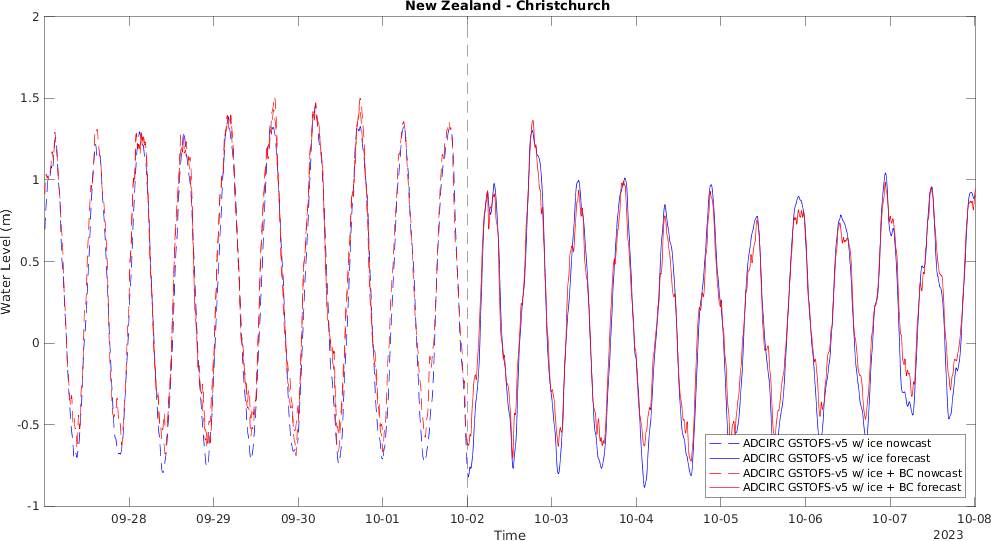 New Zealand - Christchurch
2
1.5
1
0.5
0
-0.5
-1
Water Level (m)
ADCIRC GSTOFS-v5 w/ ice nowcast
ADCIRC GSTOFS-v5 w/ ice forecast
ADCIRC GSTOFS-v5 w/ ice + BC nowcast
ADCIRC GSTOFS-v5 w/ ice + BC forecast
09-28 09-29 09-30 10-01 10-02 10-03 10-04 10-05 10-06 10-07 10-08
Time
2023